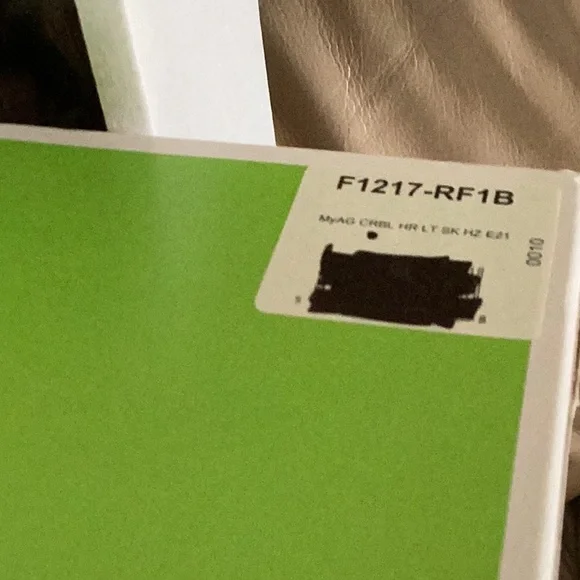 F1217-RF1B
MyAG CRBL HR LT SK HZ E21
0010